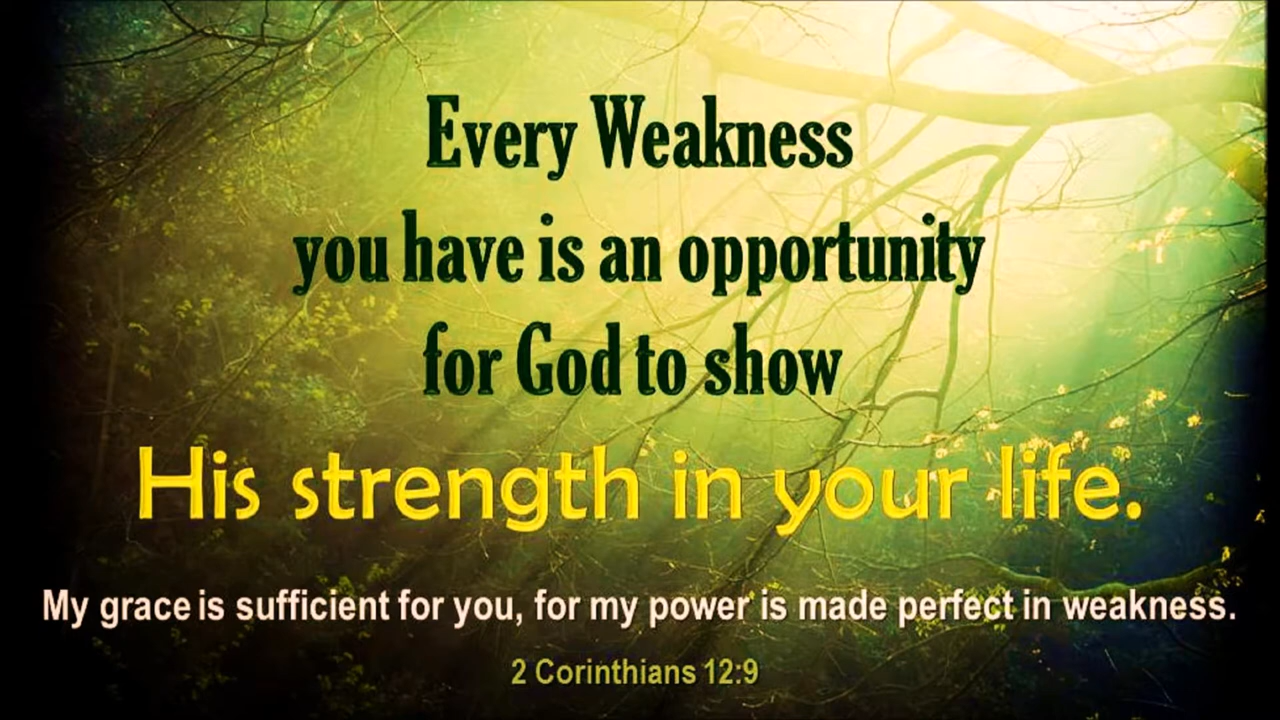 Every Weakness
you have is an opportunity
for God to show
His strength in your life.
My grace is sufficient for you, for my power is made perfect in weakness.
2 Corinthians 12:9